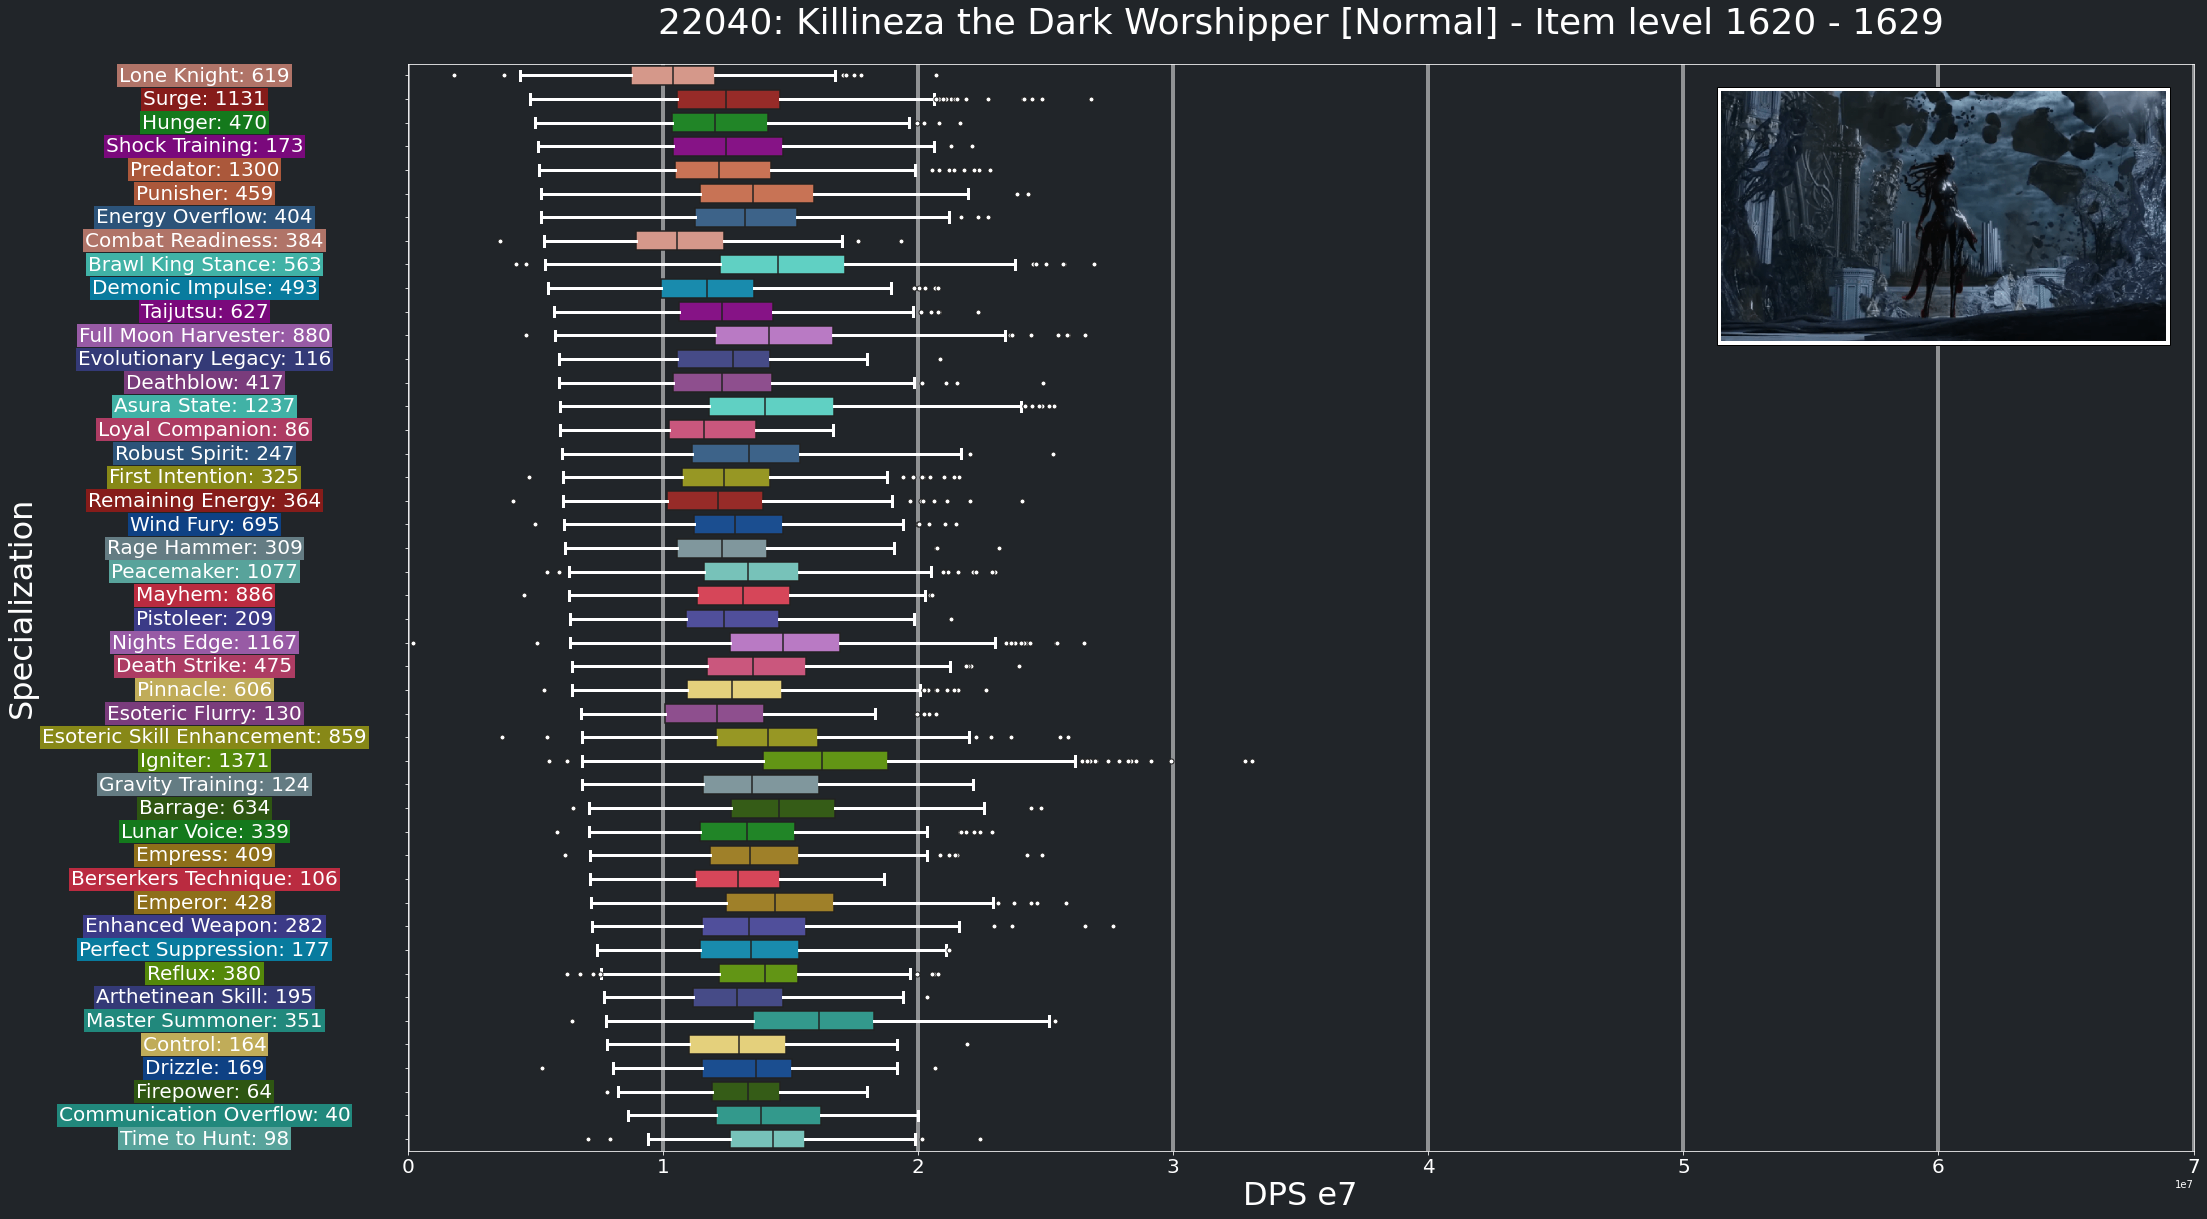 22040: Killineza the Dark Worshipper [Normal] - Item level 1620 - 1629
Specialization
Lone Knight: 619
Surge: 1131
Hunger: 470
Shock Training: 173
Predator: 1300
Punisher: 459
Energy Overflow: 404
Combat Readiness: 384
Brawl King Stance: 563
Demonic Impulse: 493
Taijutsu: 627
Full Moon Harvester: 880
Evolutionary Legacy: 116
Deathblow: 417
Asura State: 1237
Loyal Companion: 86
Robust Spirit: 247
First Intention: 325
Remaining Energy: 364
Wind Fury: 695
Rage Hammer: 309
Peacemaker: 1077
Mayhem: 886
Pistoleer: 209
Nights Edge: 1167
Death Strike: 475
Pinnacle: 606
Esoteric Flurry: 130
Esoteric Skill Enhancement: 859
Igniter: 1371
Gravity Training: 124
Barrage: 634
Lunar Voice: 339
Empress: 409
Berserkers Technique: 106
Emperor: 428
Enhanced Weapon: 282
Perfect Suppression: 177
Reflux: 380
Arthetinean Skill: 195
Master Summoner: 351
Control: 164
Drizzle: 169
Firepower: 64
Communication Overflow: 40
Time to Hunt: 98
0 1 2 3 4 5 6 7
1e7
DPS e7